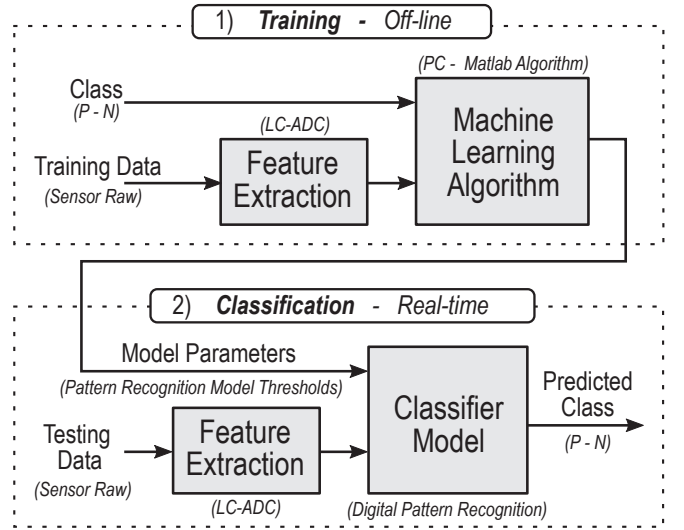 1) Training - Off-line
(PC - Matlab Algorithm)
Class
(P - N)
(LC-ADC)
Training Data
(Sensor Raw)
Feature
Extraction
Machine
Learning
Algorithm
2) Classification - Real-time
Model Parameters
(Pattern Recognition Model Thresholds)
Testing
Data
(Sensor Raw)
Feature
Extraction
(LC-ADC)
Classifier
Model
(Digital Pattern Recognition)
Predicted
Class
(P - N)